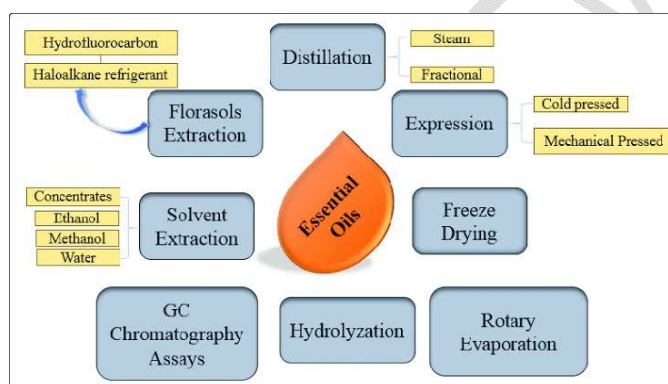 Hydrofluorocarbon
Haloalkane refrigerant
Florasols
Extraction
Distillation
Steam
Fractional
Expression
Cold pressed
Mechanical Pressed
Concentrates
Ethanol
Methanol
Water
Solvent
Extraction
Essential
Oils
Freeze
Drying
GC
Chromatography
Assays
Hydrolyzation
Rotary
Evaporation